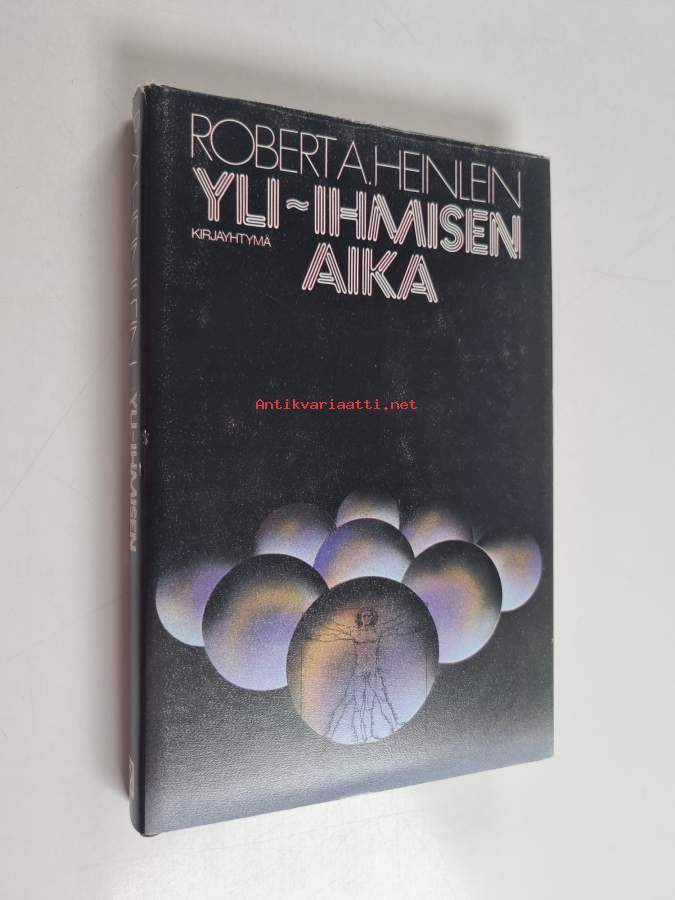 ROBERT A. HEINLEIN
YLI~IHMISEN
KIRJAYHTYMÄ
AIKA
Antikvariaatti.net
YLI~IHMISEN